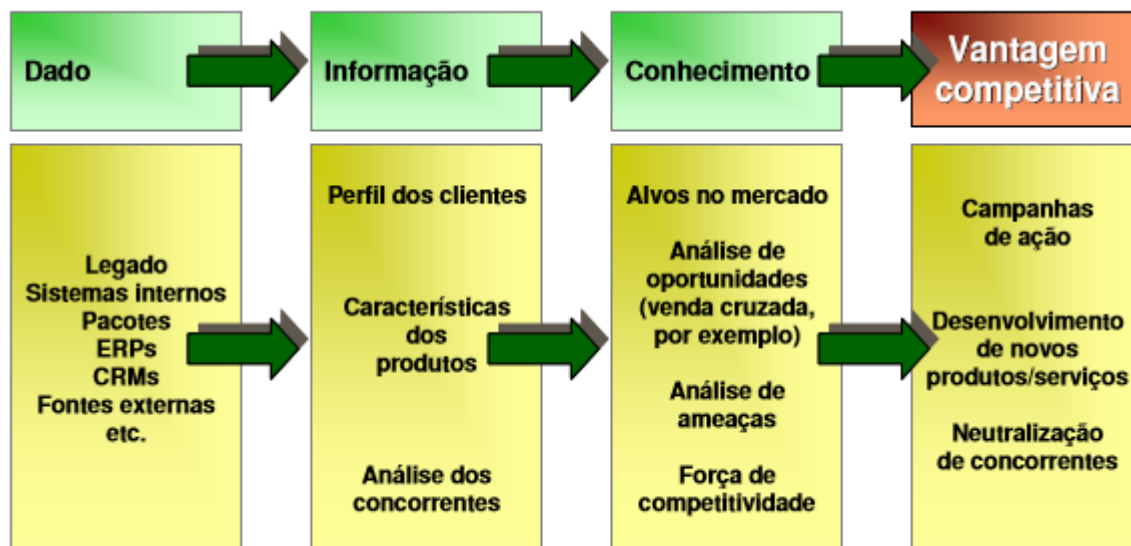 Dado
Informação
Conhecimento
Vantagem
competitiva
Legado
Sistemas internos
Pacotes
ERPs
CRMs
Fontes externas
etc.
Perfil dos clientes
Características
dos
produtos
Análise dos
concorrentes
Alvos no mercado
Análise de
oportunidades
(venda cruzada,
por exemplo)
Análise de
ameaças
Força de
competitividade
Campanhas
de ação
Desenvolvimento
de novos
produtos/serviços
Neutralização
de concorrentes